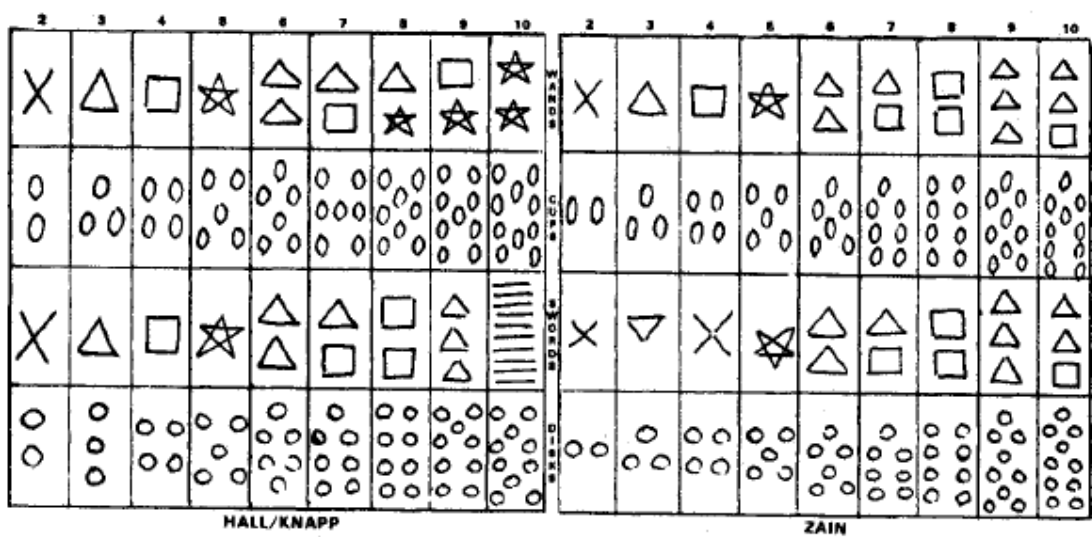 2 3 4 5 6 7 8 9 10
2 3 4 5 6 7 8 9 10
WANDS
CUPS
SWORDS
DISKS
HALL/KNAPP
ZAIN